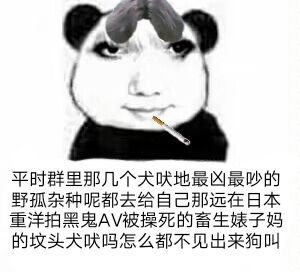 平时群里那几个犬吠地最凶最吵的
野孤杂种呢都去给自己那远在日本
重洋拍黑鬼AV被操死的畜生婊子妈
的坟头犬吠吗怎么都不见出来狗叫